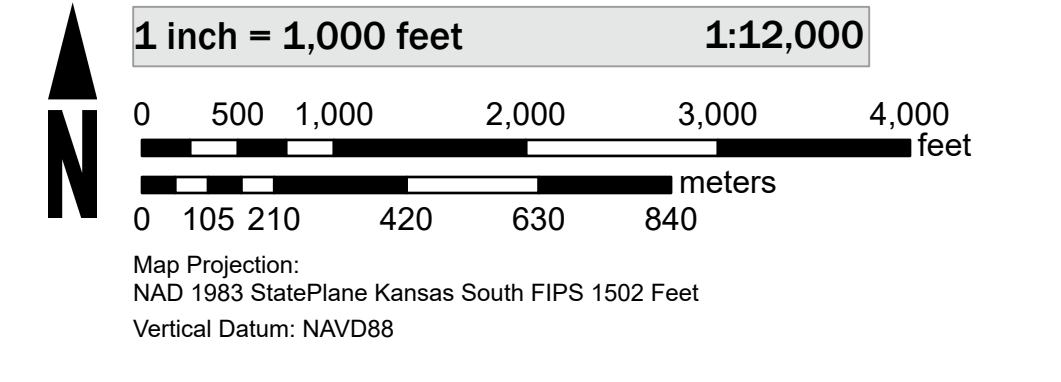 1 inch = 1,000 feet 1:12,000
0 500 1,000 2,000 3,000 4,000
feet
meters
N
0 105 210 420 630 840
Map Projection:
NAD 1983 StatePlane Kansas South FIPS 1502 Feet
Vertical Datum: NAVD88